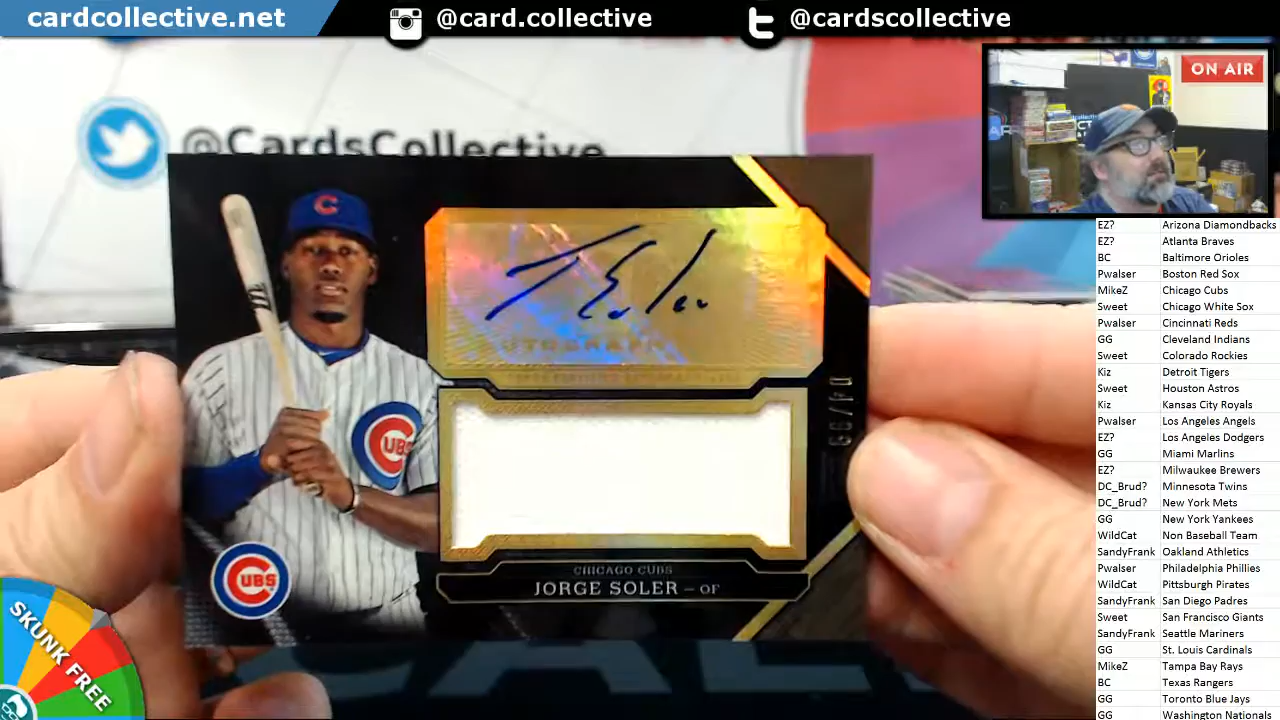 cardcollective.net
@card.collective
@cardscollective
@CardsCollective
ON AIR
C
AUTOGRAPH
CUBS
CUBS
CHICAGO CUBS
JORGE SOLER – OF
SKUNK FREE
EZ? Arizona Diamondbacks
EZ? Atlanta Braves
BC Baltimore Orioles
Pwalser Boston Red Sox
MikeZ Chicago Cubs
Sweet Chicago White Sox
Pwalser Cincinnati Reds
GG Cleveland Indians
Sweet Colorado Rockies
Kiz Detroit Tigers
Sweet Houston Astros
Kiz Kansas City Royals
Pwalser Los Angeles Angels
EZ? Los Angeles Dodgers
GG Miami Marlins
EZ? Milwaukee Brewers
DC_Brud? Minnesota Twins
DC_Brud? New York Mets
GG New York Yankees
WildCat Non Baseball Team
SandyFrank Oakland Athletics
Pwalser Philadelphia Phillies
WildCat Pittsburgh Pirates
SandyFrank San Diego Padres
Sweet San Francisco Giants
SandyFrank Seattle Mariners
GG St. Louis Cardinals
MikeZ Tampa Bay Rays
BC Texas Rangers
GG Toronto Blue Jays
GG Washington Nationals